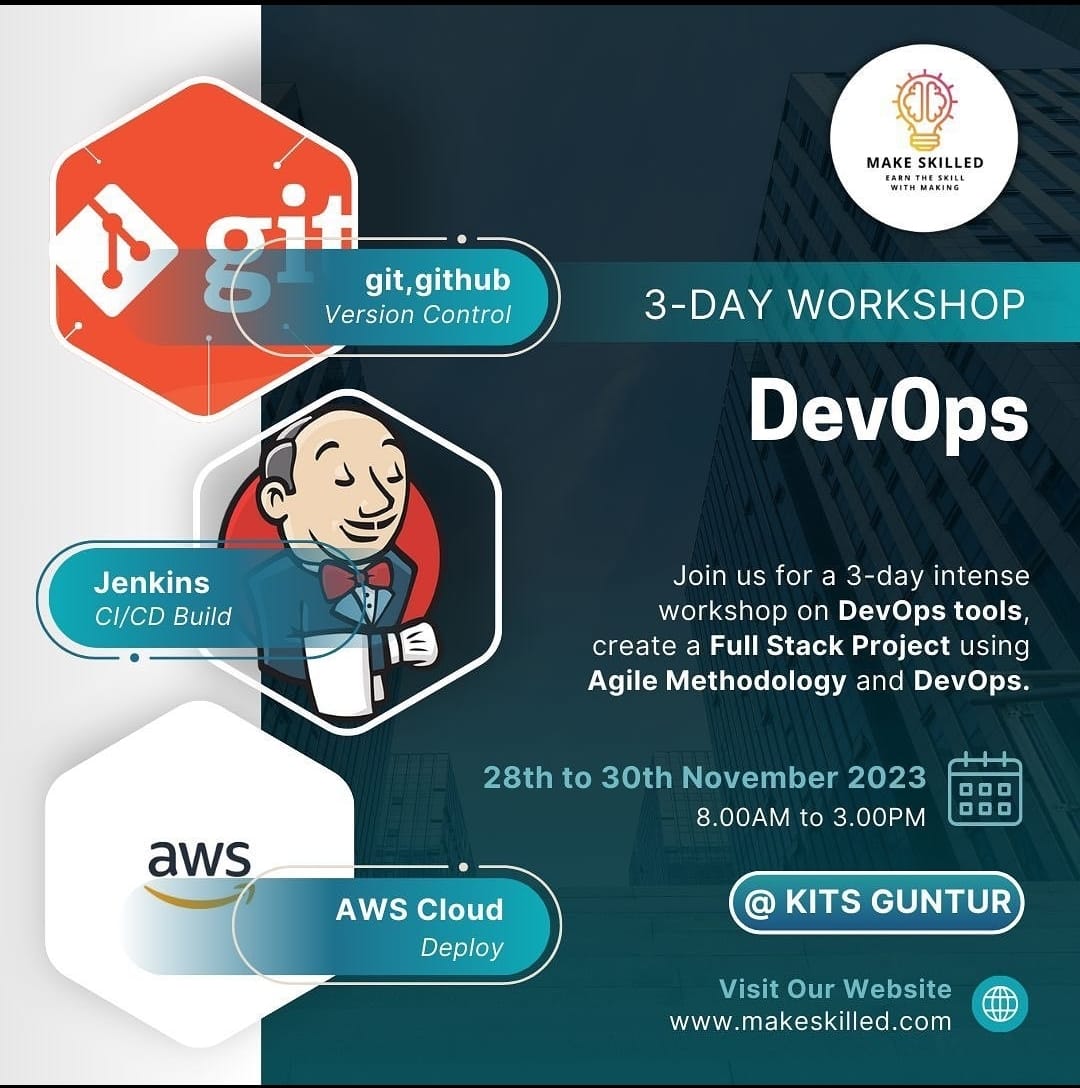 MAKE SKILLED
EARN THE SKILL
WITH MAKING
git
git,github
Version Control
3-DAY WORKSHOP
DevOps
Jenkins
CI/CD Build
Join us for a 3-day intense
workshop on DevOps tools,
create a Full Stack Project using
Agile Methodology and DevOps.
28th to 30th November 2023
8.00AM to 3.00PM
aws
AWS Cloud
Deploy
@ KITS GUNTUR
Visit Our Website
www.makeskilled.com